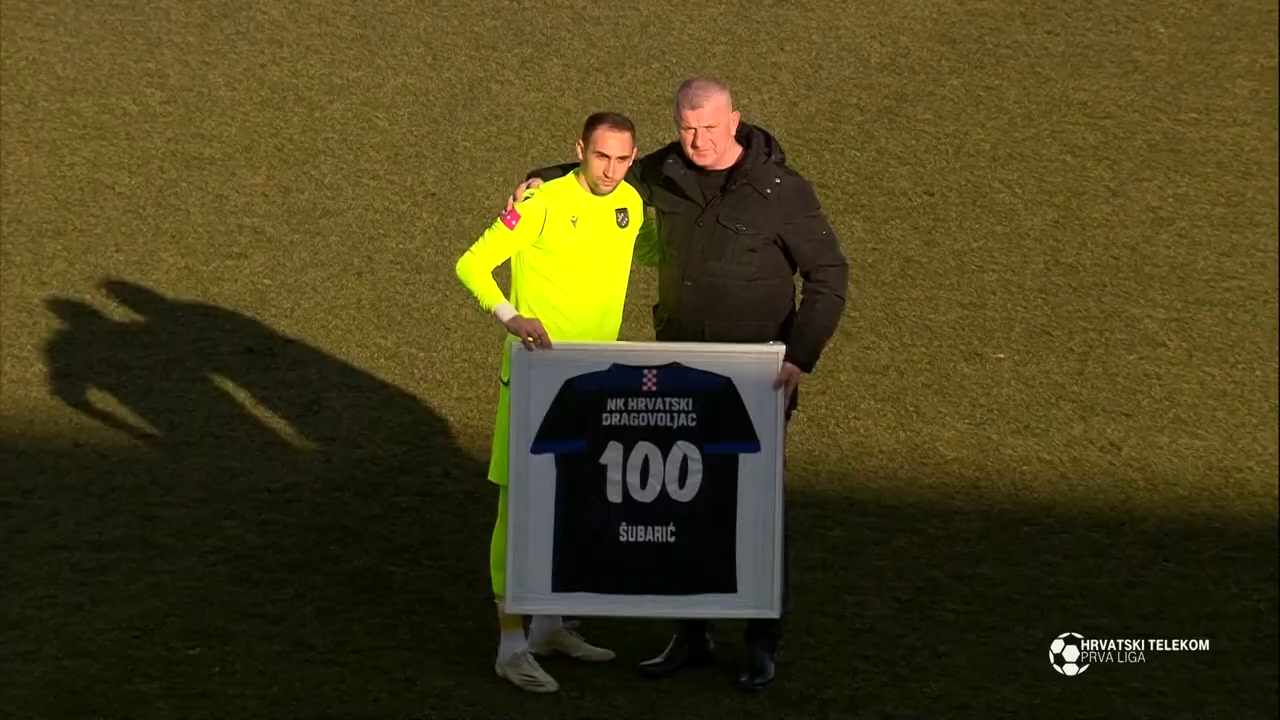 NK HRVATSKI
DRAGOVOLJAC
100
ŠUBARIĆ
HRVATSKI TELEKOM
PRVA LIGA